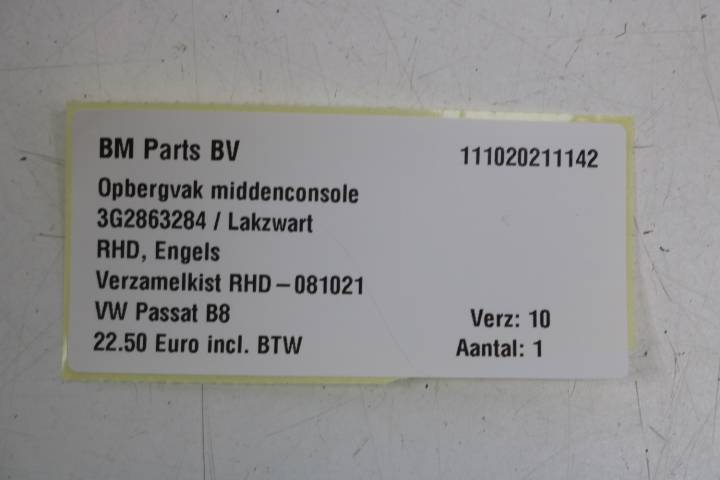 BM Parts BV 111020211142
Opbergvak middenconsole
3G2863284 / Lakzwart
RHD, Engels
Verzamelkist RHD-081021
VW Passat B8 Verz: 10
22.50 Euro incl. BTW Aantal: 1